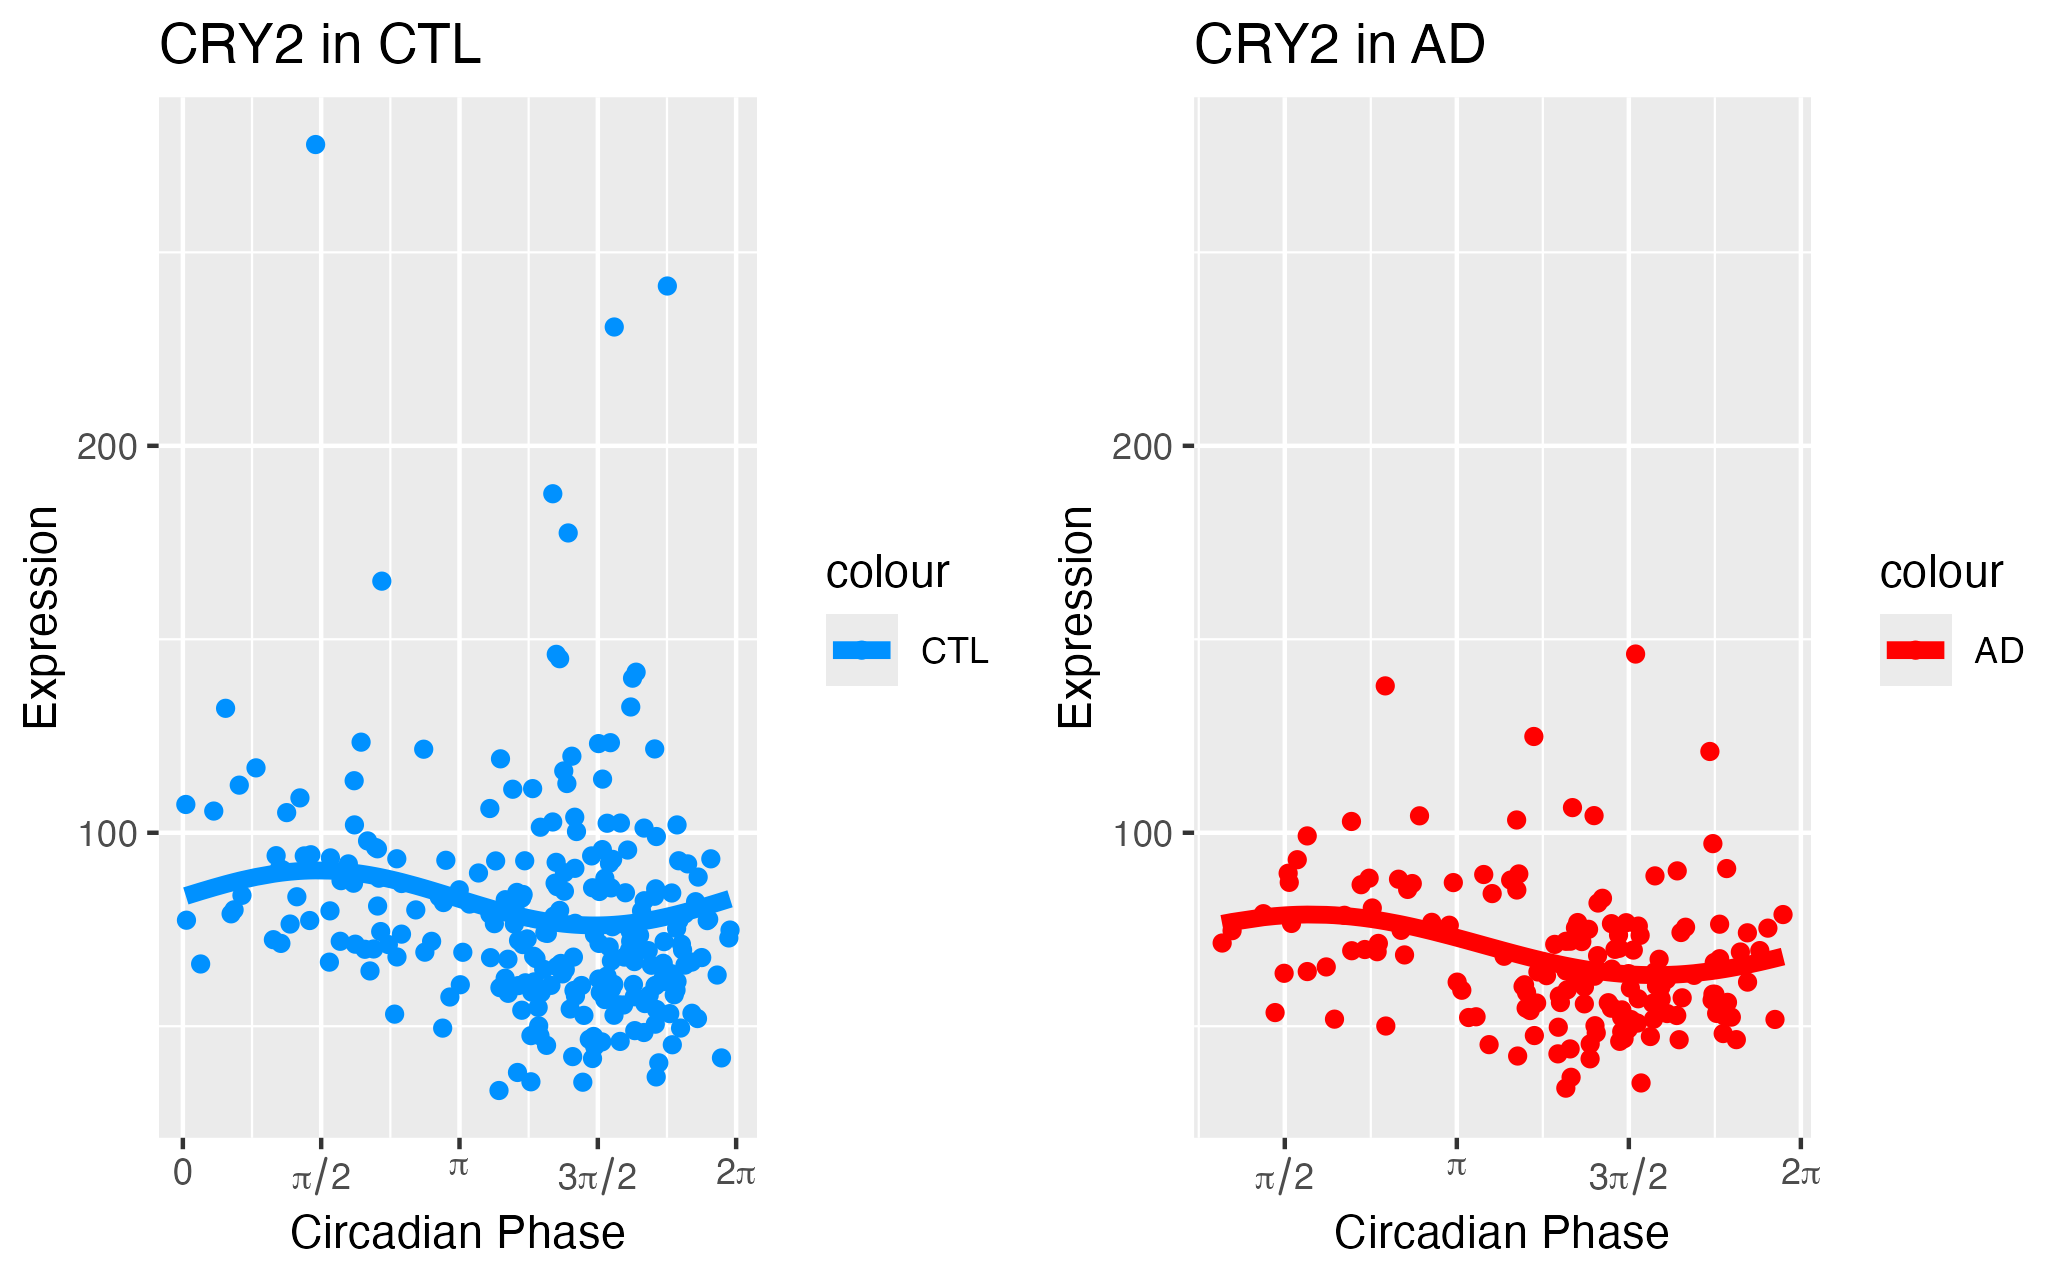 CRY2 in CTL
Expression
200
100
0
π/2
π
3π/2
2π
Circadian Phase
colour
CTL
CRY2 in AD
Expression
200
100
π/2
π
3π/2
2π
Circadian Phase
colour
AD